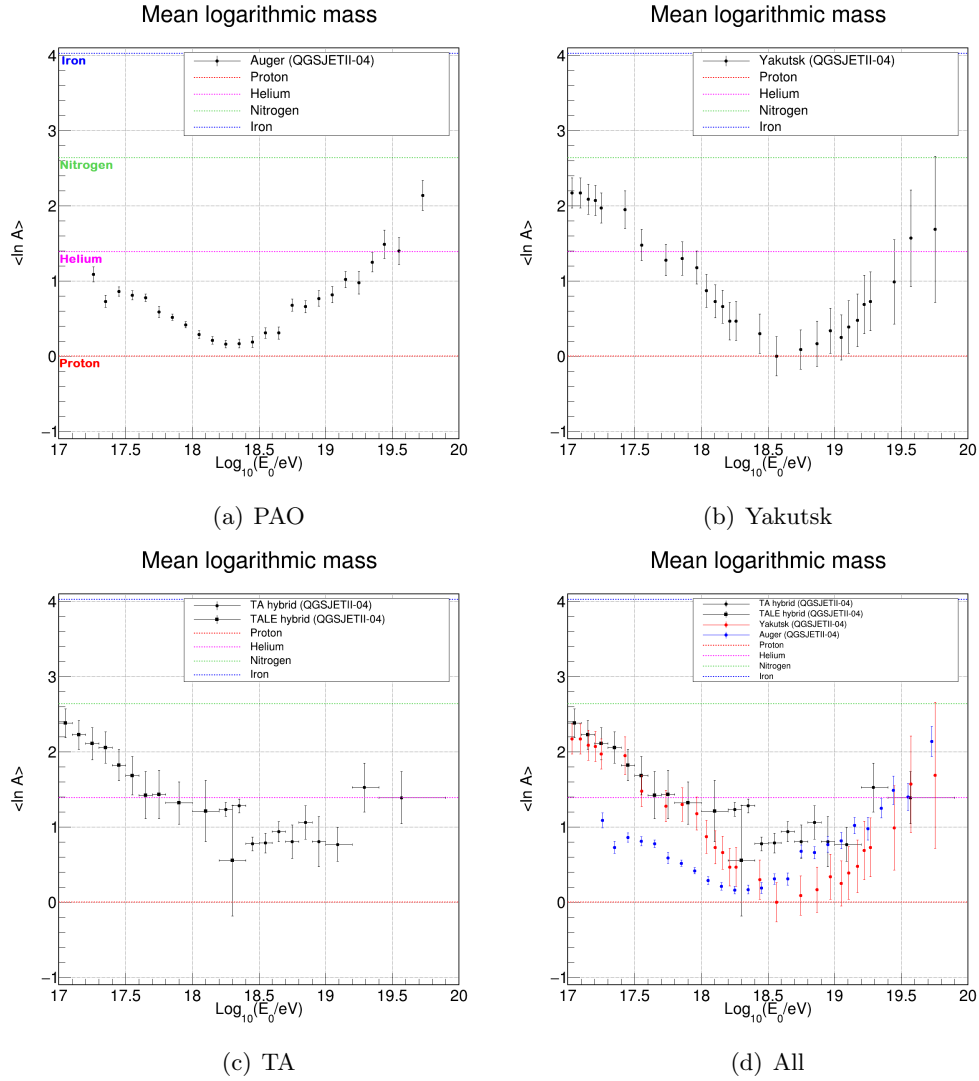 Mean logarithmic mass
Mean logarithmic mass
4
Iron
Auger (QGSJETII-04)
Proton
Helium
Nitrogen
Iron
3
Nitrogen
2
<ln A>
Helium
1
0
Proton
−1
17
17.5
18
18.5
19
19.5
20
Log10(E0/eV)
(a) PAO
4
Yakutsk (QGSJETII-04)
Proton
Helium
Nitrogen
Iron
3
2
<ln A>
1
0
−1
17
17.5
18
18.5
19
19.5
20
Log10(E0/eV)
(b) Yakutsk
Mean logarithmic mass
Mean logarithmic mass
4
TA hybrid (QGSJETII-04)
TALE hybrid (QGSJETII-04)
Proton
Helium
Nitrogen
Iron
3
2
<ln A>
1
0
−1
17
17.5
18
18.5
19
19.5
20
Log10(E0/eV)
(c) TA
4
TA hybrid (QGSJETII-04)
TALE hybrid (QGSJETII-04)
Yakutsk (QGSJETII-04)
Auger (QGSJETII-04)
Proton
Helium
Nitrogen
Iron
3
2
<ln A>
1
0
−1
17
17.5
18
18.5
19
19.5
20
Log10(E0/eV)
(d) All